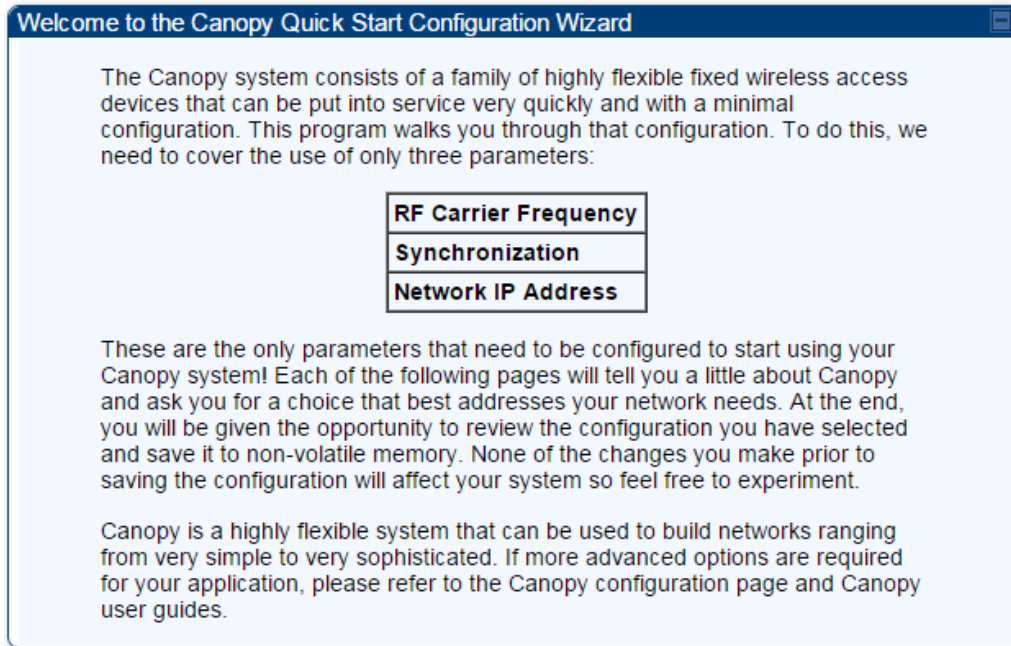 Welcome to the Canopy Quick Start Configuration Wizard
The Canopy system consists of a family of highly flexible fixed wireless access
devices that can be put into service very quickly and with a minimal
configuration. This program walks you through that configuration. To do this, we
need to cover the use of only three parameters:
RF Carrier Frequency
Synchronization
Network IP Address
These are the only parameters that need to be configured to start using your
Canopy system! Each of the following pages will tell you a little about Canopy
and ask you for a choice that best addresses your network needs. At the end,
you will be given the opportunity to review the configuration you have selected
and save it to non-volatile memory. None of the changes you make prior to
saving the configuration will affect your system so feel free to experiment.
Canopy is a highly flexible system that can be used to build networks ranging
from very simple to very sophisticated. If more advanced options are required
for your application, please refer to the Canopy configuration page and Canopy
user guides.